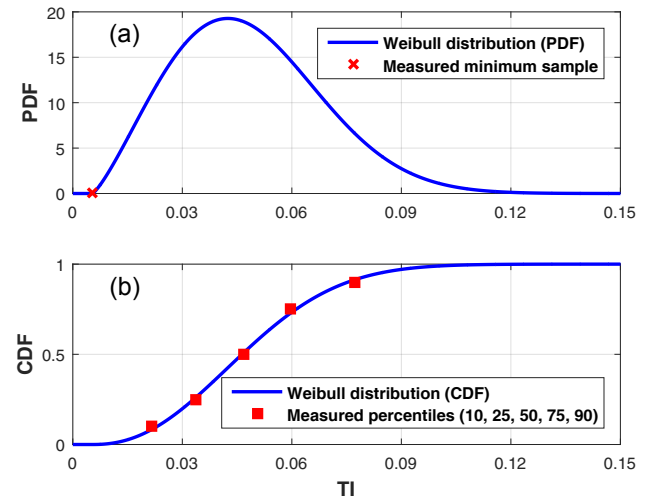 (a)
Weibull distribution (PDF)
Measured minimum sample
PDF
20
15
10
5
0
0 0.03 0.06 0.09 0.12 0.15
(b)
Weibull distribution (CDF)
Measured percentiles (10, 25, 50, 75, 90)
CDF
1
0.5
0
0 0.03 0.06 0.09 0.12 0.15
TI